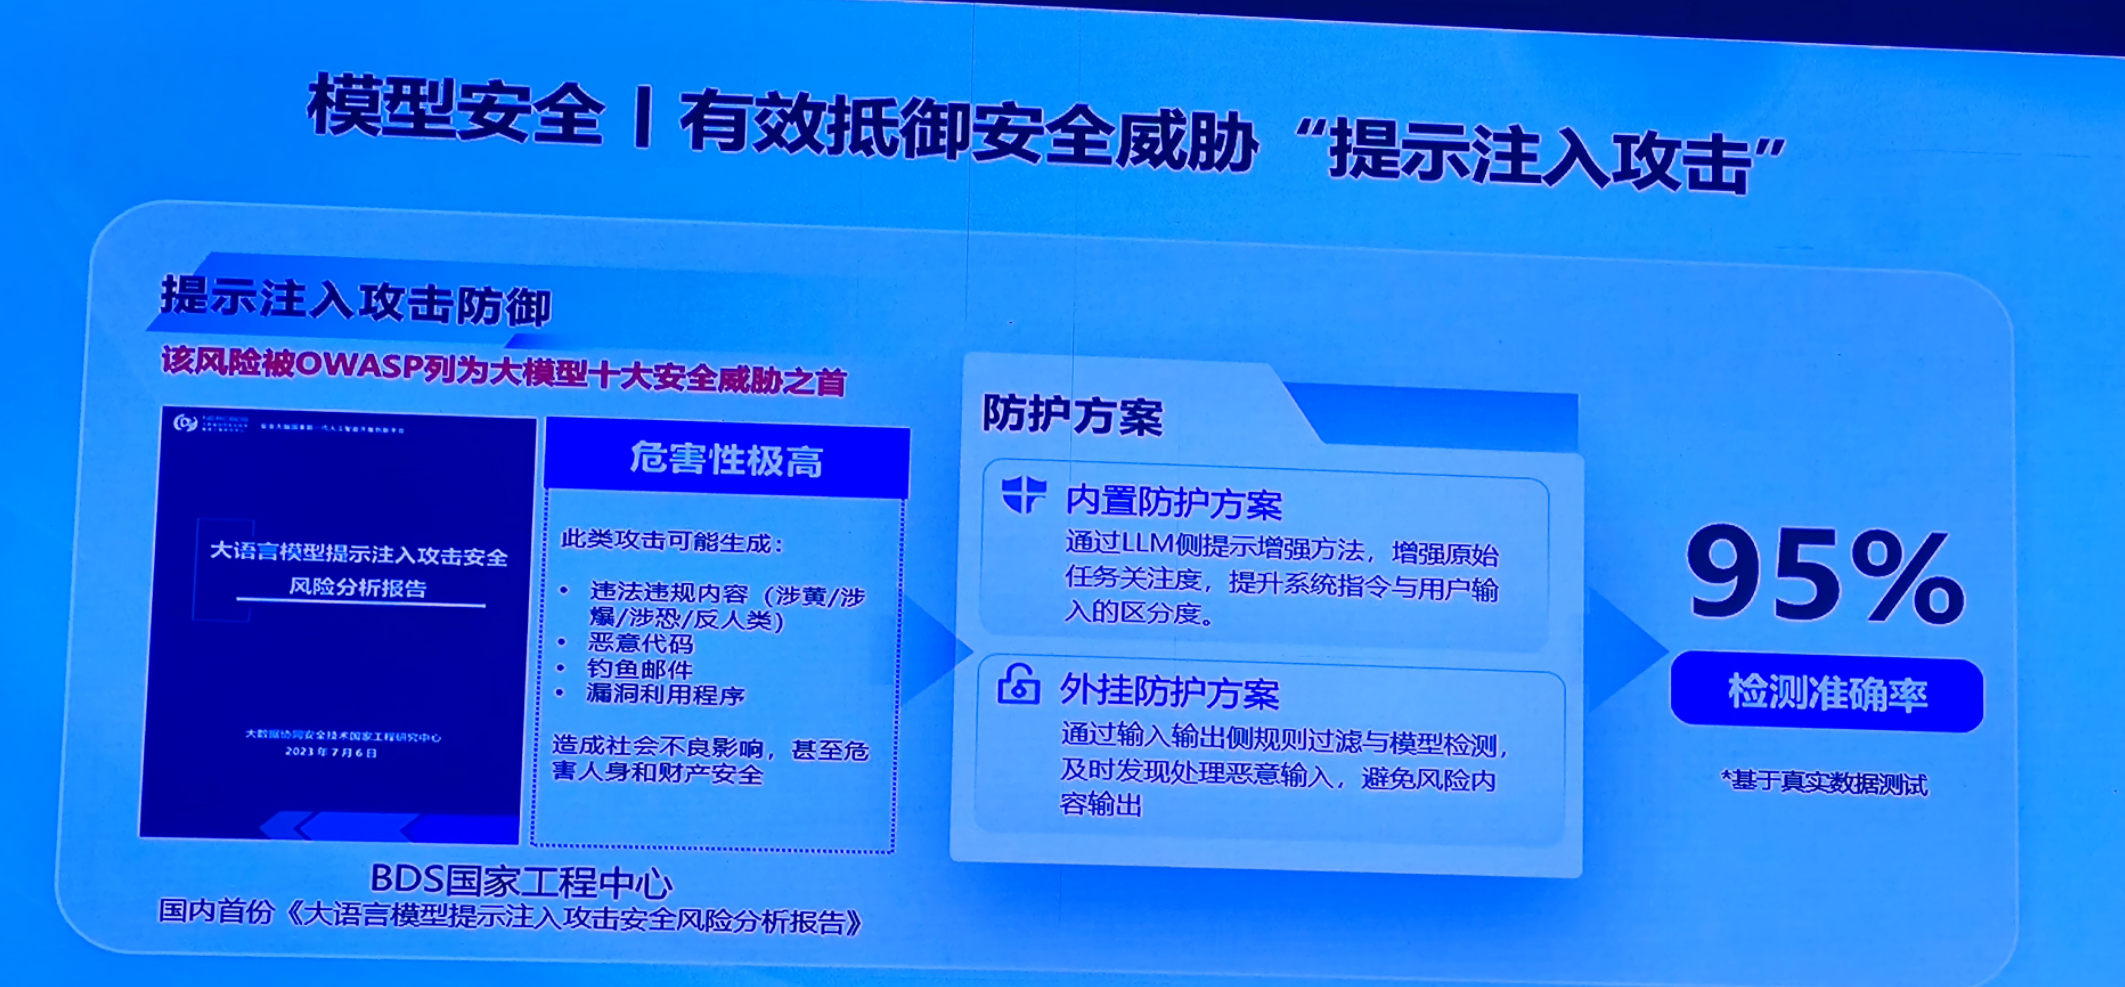 模型安全 | 有效抵御安全威胁“提示注入攻击”
提示注入攻击防御
该风险被OWASP列为大模型十大安全威胁之首
大语言模型提示注入攻击安全
风险分析报告
大数据协同安全技术国家工程研究中心
2023年7月6日
危害性极高
此类攻击可能生成:
• 违法违规内容（涉黄/涉
爆/涉恐/反人类）
• 恶意代码
• 钓鱼邮件
• 漏洞利用程序
造成社会不良影响，甚至危
害人身和财产安全
BDS国家工程中心
国内首份《大语言模型提示注入攻击安全风险分析报告》
防护方案
内置防护方案
通过LLM侧提示增强方法，增强原始
任务关注度，提升系统指令与用户输
入的区分度。
外挂防护方案
通过输入输出侧规则过滤与模型检测，
及时发现处理恶意输入，避免风险内
容输出
95%
检测准确率
*基于真实数据测试